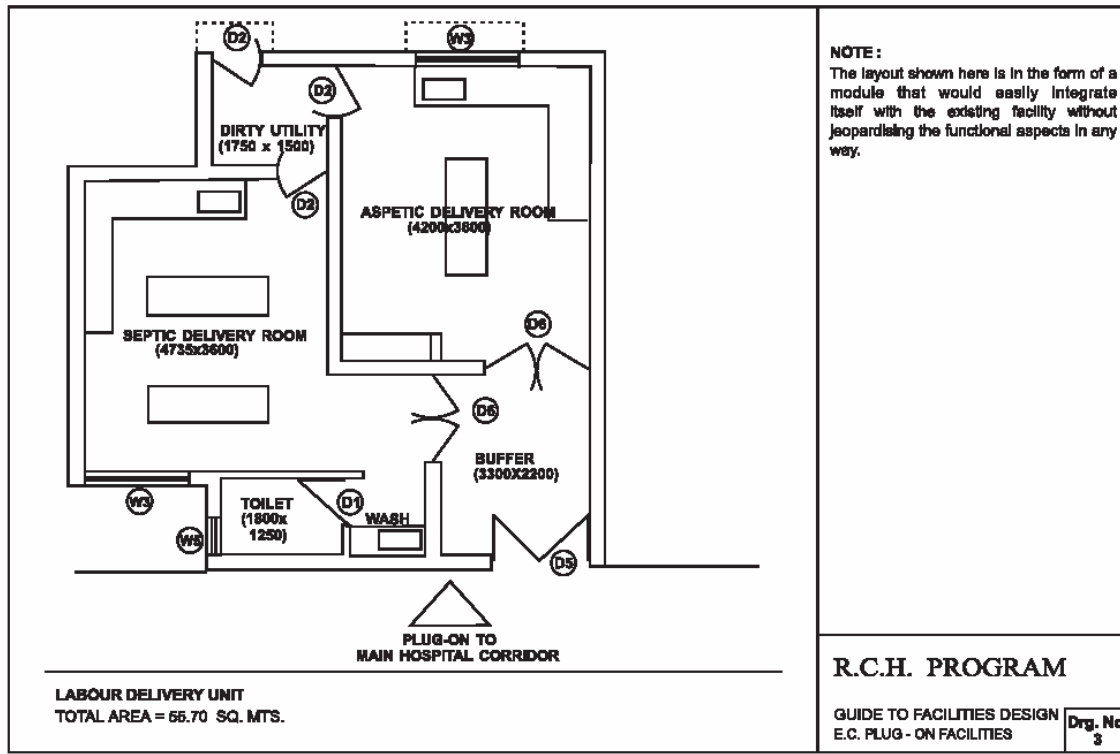 D2
W3
D2
DIRTY UTILITY
(1750 x 1500)
D2
ASPETIC DELIVERY ROOM
(4200x3600)
SEPTIC DELIVERY ROOM
(4735x3600)
D6
D6
BUFFER
(3300X2200)
W3
TOILET
(1800x
1250)
D1
WASH
W5
D5
PLUG-ON TO
MAIN HOSPITAL CORRIDOR
LABOUR DELIVERY UNIT
TOTAL AREA = 55.70 SQ. MTS.
NOTE :
The layout shown here is in the form of a
module that would easily integrate
itself with the existing facility without
jeopardising the functional aspects in any
way.
R.C.H. PROGRAM
GUIDE TO FACILITIES DESIGN
E.C. PLUG - ON FACILITIES
Drg. No
3